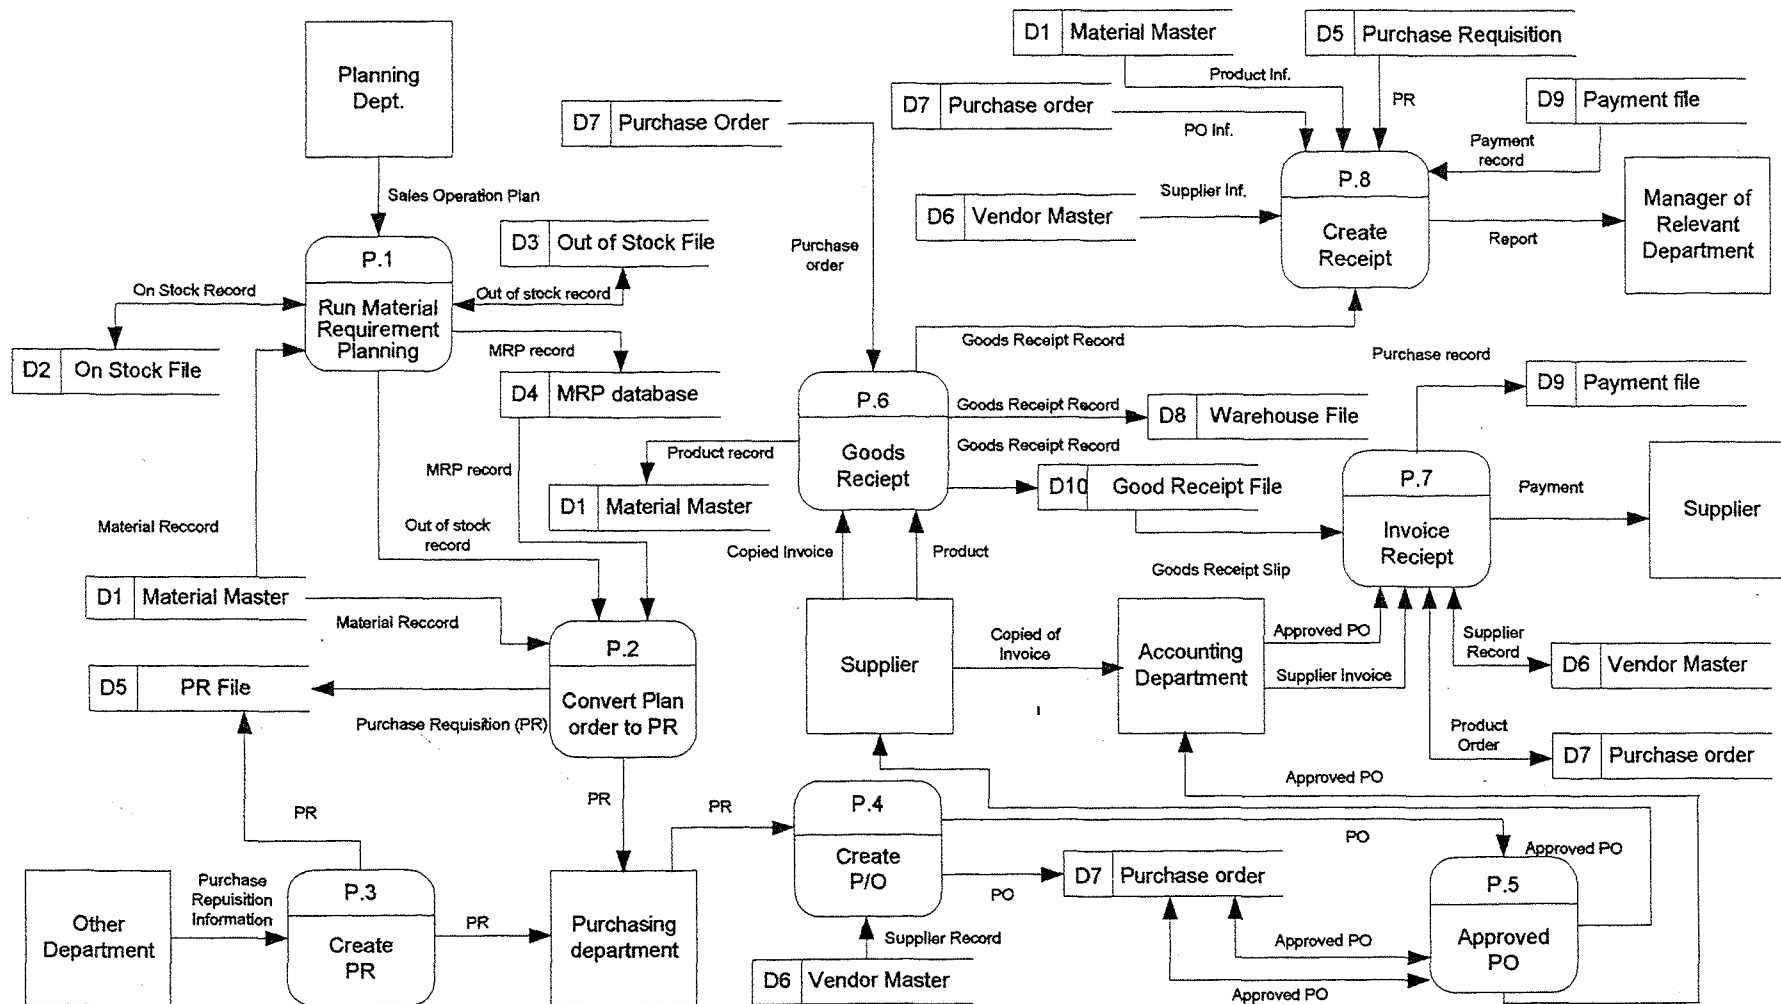 Planning
Dept.
D7 Purchase Order
D1 Material Master
D5 Purchase Requisition
Product Inf.
D7 Purchase order
PO Inf.
PR
D9 Payment file
Payment
record
Sales Operation Plan
P.1
Run Material
Requirement
Planning
D3 Out of Stock File
Out of stock record
On Stock Record
D2 On Stock File
MRP record
D4 MRP database
Purchase
order
D6 Vendor Master
Supplier Inf.
P.8
Create
Receipt
Report
Manager of
Relevant
Department
Goods Receipt Record
P.6
Goods
Reciept
Goods Receipt Record
D8 Warehouse File
Goods Receipt Record
D10 Good Receipt File
Product record
D1 Material Master
Purchase record
D9 Payment file
P.7
Invoice
Reciept
Payment
Supplier
MRP record
Out of stock
record
Material Reccord
D1 Material Master
Material Reccord
Copied Invoice
Product
Goods Receipt Slip
P.2
Convert Plan
order to PR
D5 PR File
Purchase Requisition (PR)
Supplier
Copied of
Invoice
Accounting
Department
Approved PO
Supplier Invoice
Supplier
Record
D6 Vendor Master
Product
Order
D7 Purchase order
Approved PO
PR
PR
PR
P.4
Create
P/O
PO
PO
D7 Purchase order
Approved PO
P.5
Approved
PO
Other
Department
Purchase
Repuisition
Information
P.3
Create
PR
PR
Purchasing
department
Supplier Record
D6 Vendor Master
Approved PO
Approved PO